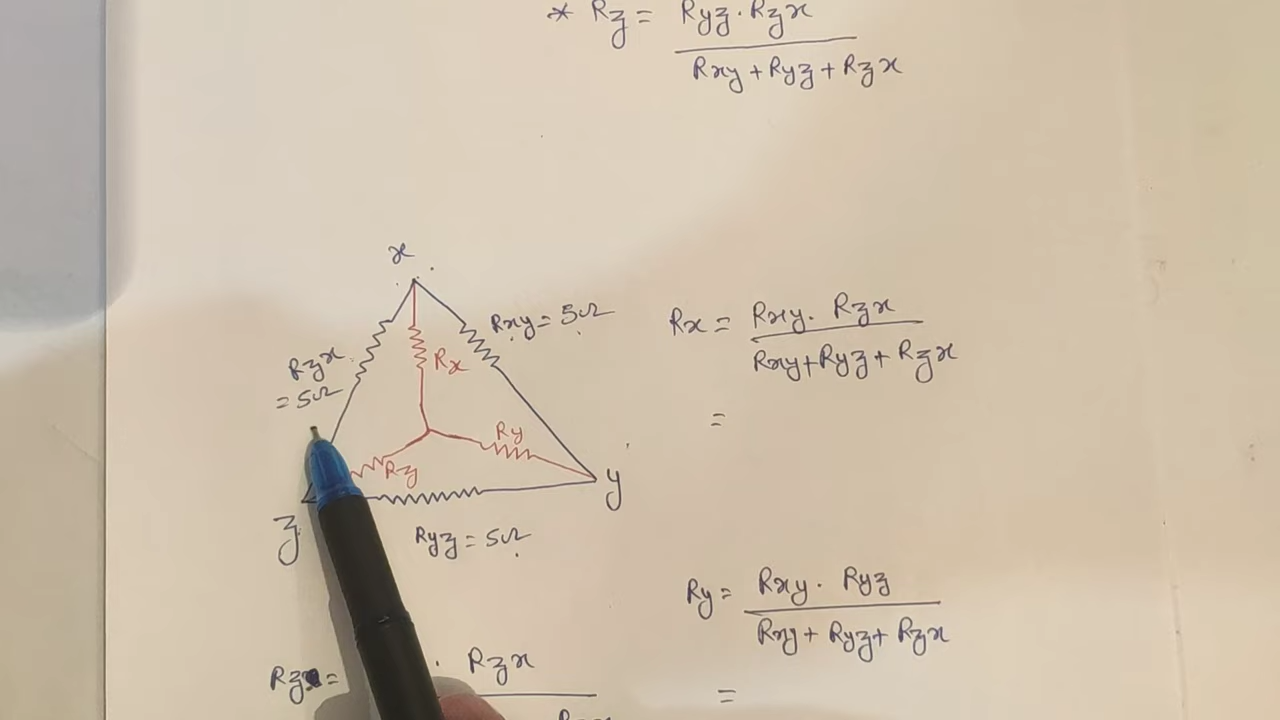 * Rz = Ryz . Rzx
Rxy + Ryz + Rzx
x
Rxy = 5Ω
Rzx
= 5Ω
Rx
Ry
Rz
z
y
Ryz = 5Ω
Rx = Rxy . Rzx
Rxy + Ryz + Rzx
=
Ry = Rxy . Ryz
Rxy + Ryz + Rzx
=
Rz = . Rzx